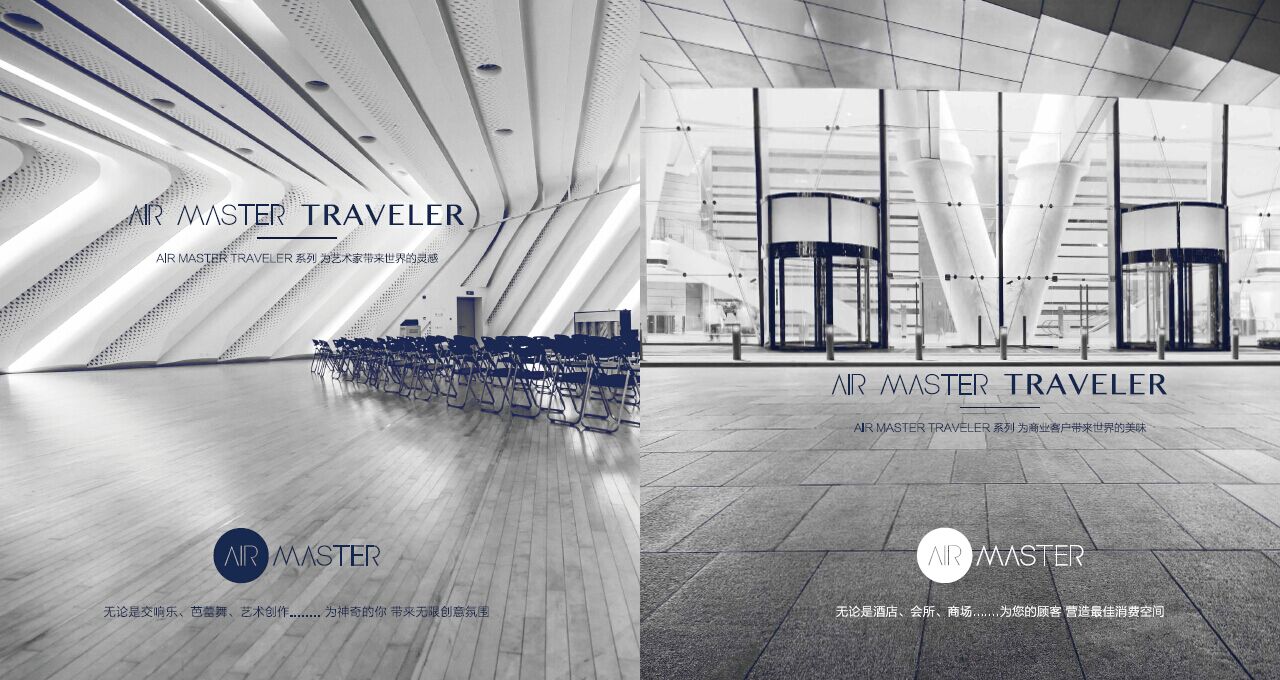 AIR MASTER TRAVELER
AIR MASTER TRAVELER 系列 为艺术家带来世界的灵感
AIR MASTER
无论是交响乐、芭蕾舞、艺术创作........ 为神奇的你 带来无限创意氛围
AIR MASTER TRAVELER
AIR MASTER TRAVELER 系列 为商业客户带来世界的美味
AIR MASTER
无论是酒店、会所、商场.......为您的顾客 营造最佳消费空间